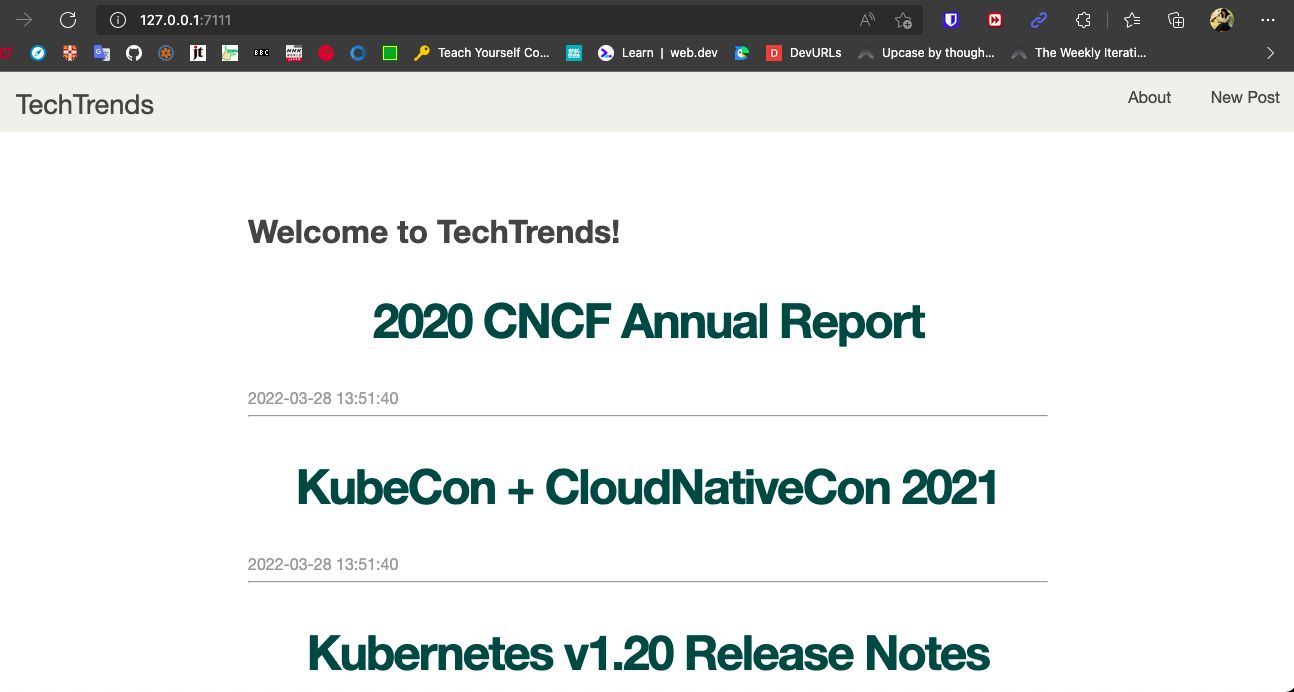 127.0.0.1:7111
jt BBC Teach Yourself Co... Learn | web.dev D DevURLs Upcase by though... The Weekly Iterati...
TechTrends About New Post
Welcome to TechTrends!
2020 CNCF Annual Report
2022-03-28 13:51:40
KubeCon + CloudNativeCon 2021
2022-03-28 13:51:40
Kubernetes v1.20 Release Notes